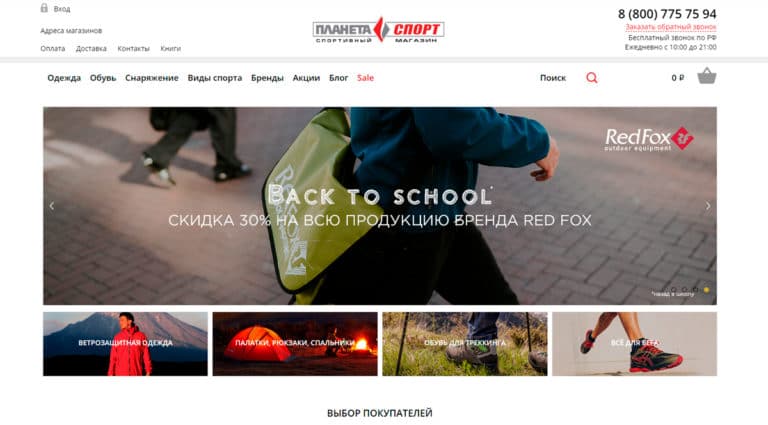 Вход
Адреса магазинов
Оплата Доставка Контакты Книги
ПЛАНЕТА СПОРТ
СПОРТИВНЫЙ МАГАЗИН
8 (800) 775 75 94
Заказать обратный звонок
Бесплатный звонок по РФ
Ежедневно с 10:00 до 21:00
Одежда Обувь Снаряжение Виды спорта Бренды Акции Блог Sale
Поиск
0 ₽
RedFox
outdoor equipment
BACK TO SCHOOL*
СКИДКА 30% НА ВСЮ ПРОДУКЦИЮ БРЕНДА RED FOX
*назад в школу
ВЕТРОЗАЩИТНАЯ ОДЕЖДА
ПАЛАТКИ, РЮКЗАКИ, СПАЛЬНИКИ
ОБУВЬ ДЛЯ ТРЕККИНГА
ВСЁ ДЛЯ БЕГА
ВЫБОР ПОКУПАТЕЛЕЙ